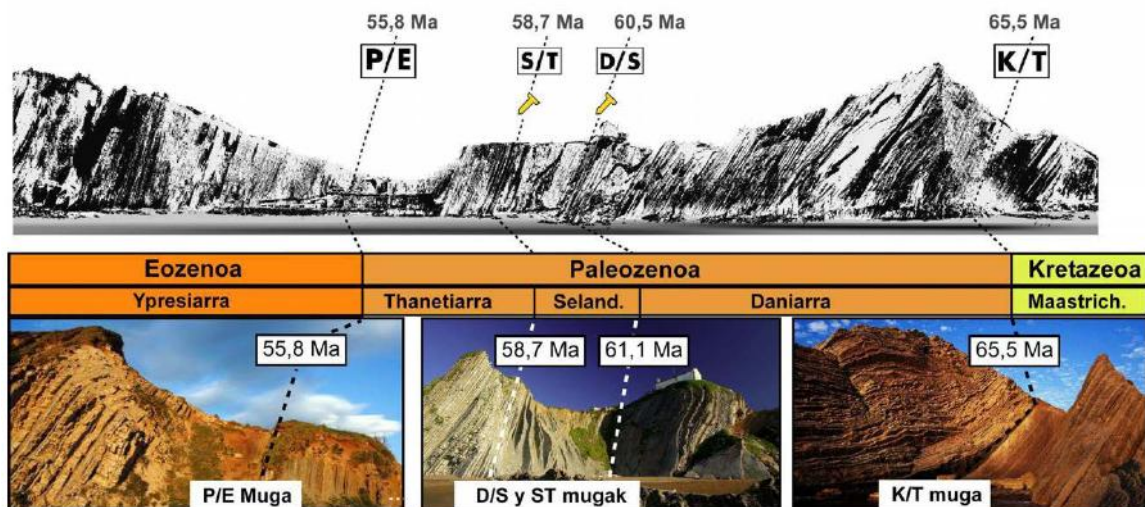 55,8 Ma 58,7 Ma 60,5 Ma 65,5 Ma
P/E S/T D/S K/T
Eozenoa Paleozenoa Kretazeoa
Ypresiarra Thanetiarra Seland. Daniarra Maastrich.
55,8 Ma 58,7 Ma 61,1 Ma 65,5 Ma
P/E Muga D/S y ST mugak K/T muga